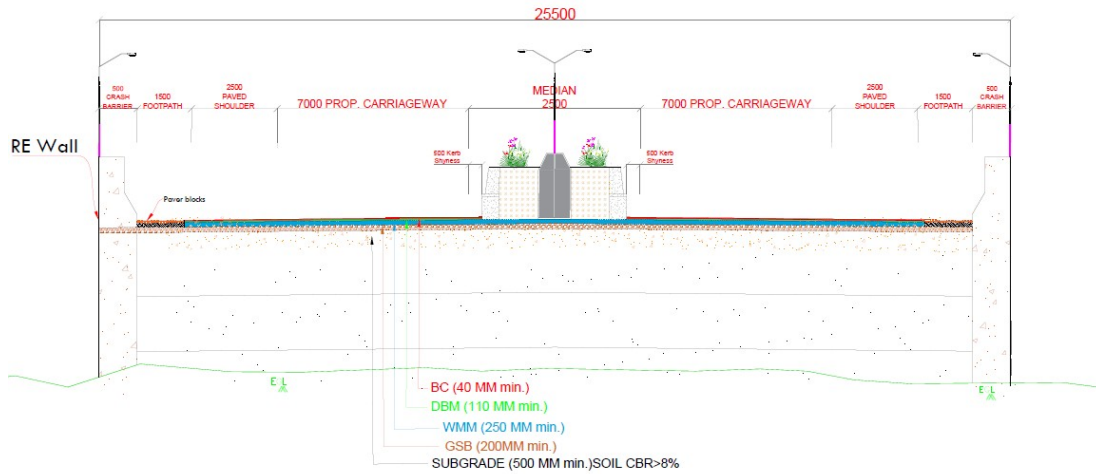 25500
500
CRASH
BARRIER
1500
FOOTPATH
2500
PAVED
SHOULDER
7000 PROP. CARRIAGEWAY
MEDIAN
2500
7000 PROP. CARRIAGEWAY
2500
PAVED
SHOULDER
1500
FOOTPATH
500
CRASH
BARRIER
RE Wall
600 Kerb
Shyness
600 Kerb
Shyness
Paver blocks
E L
E L
BC (40 MM min.)
DBM (110 MM min.)
WMM (250 MM min.)
GSB (200MM min.)
SUBGRADE (500 MM min.)SOIL CBR>8%